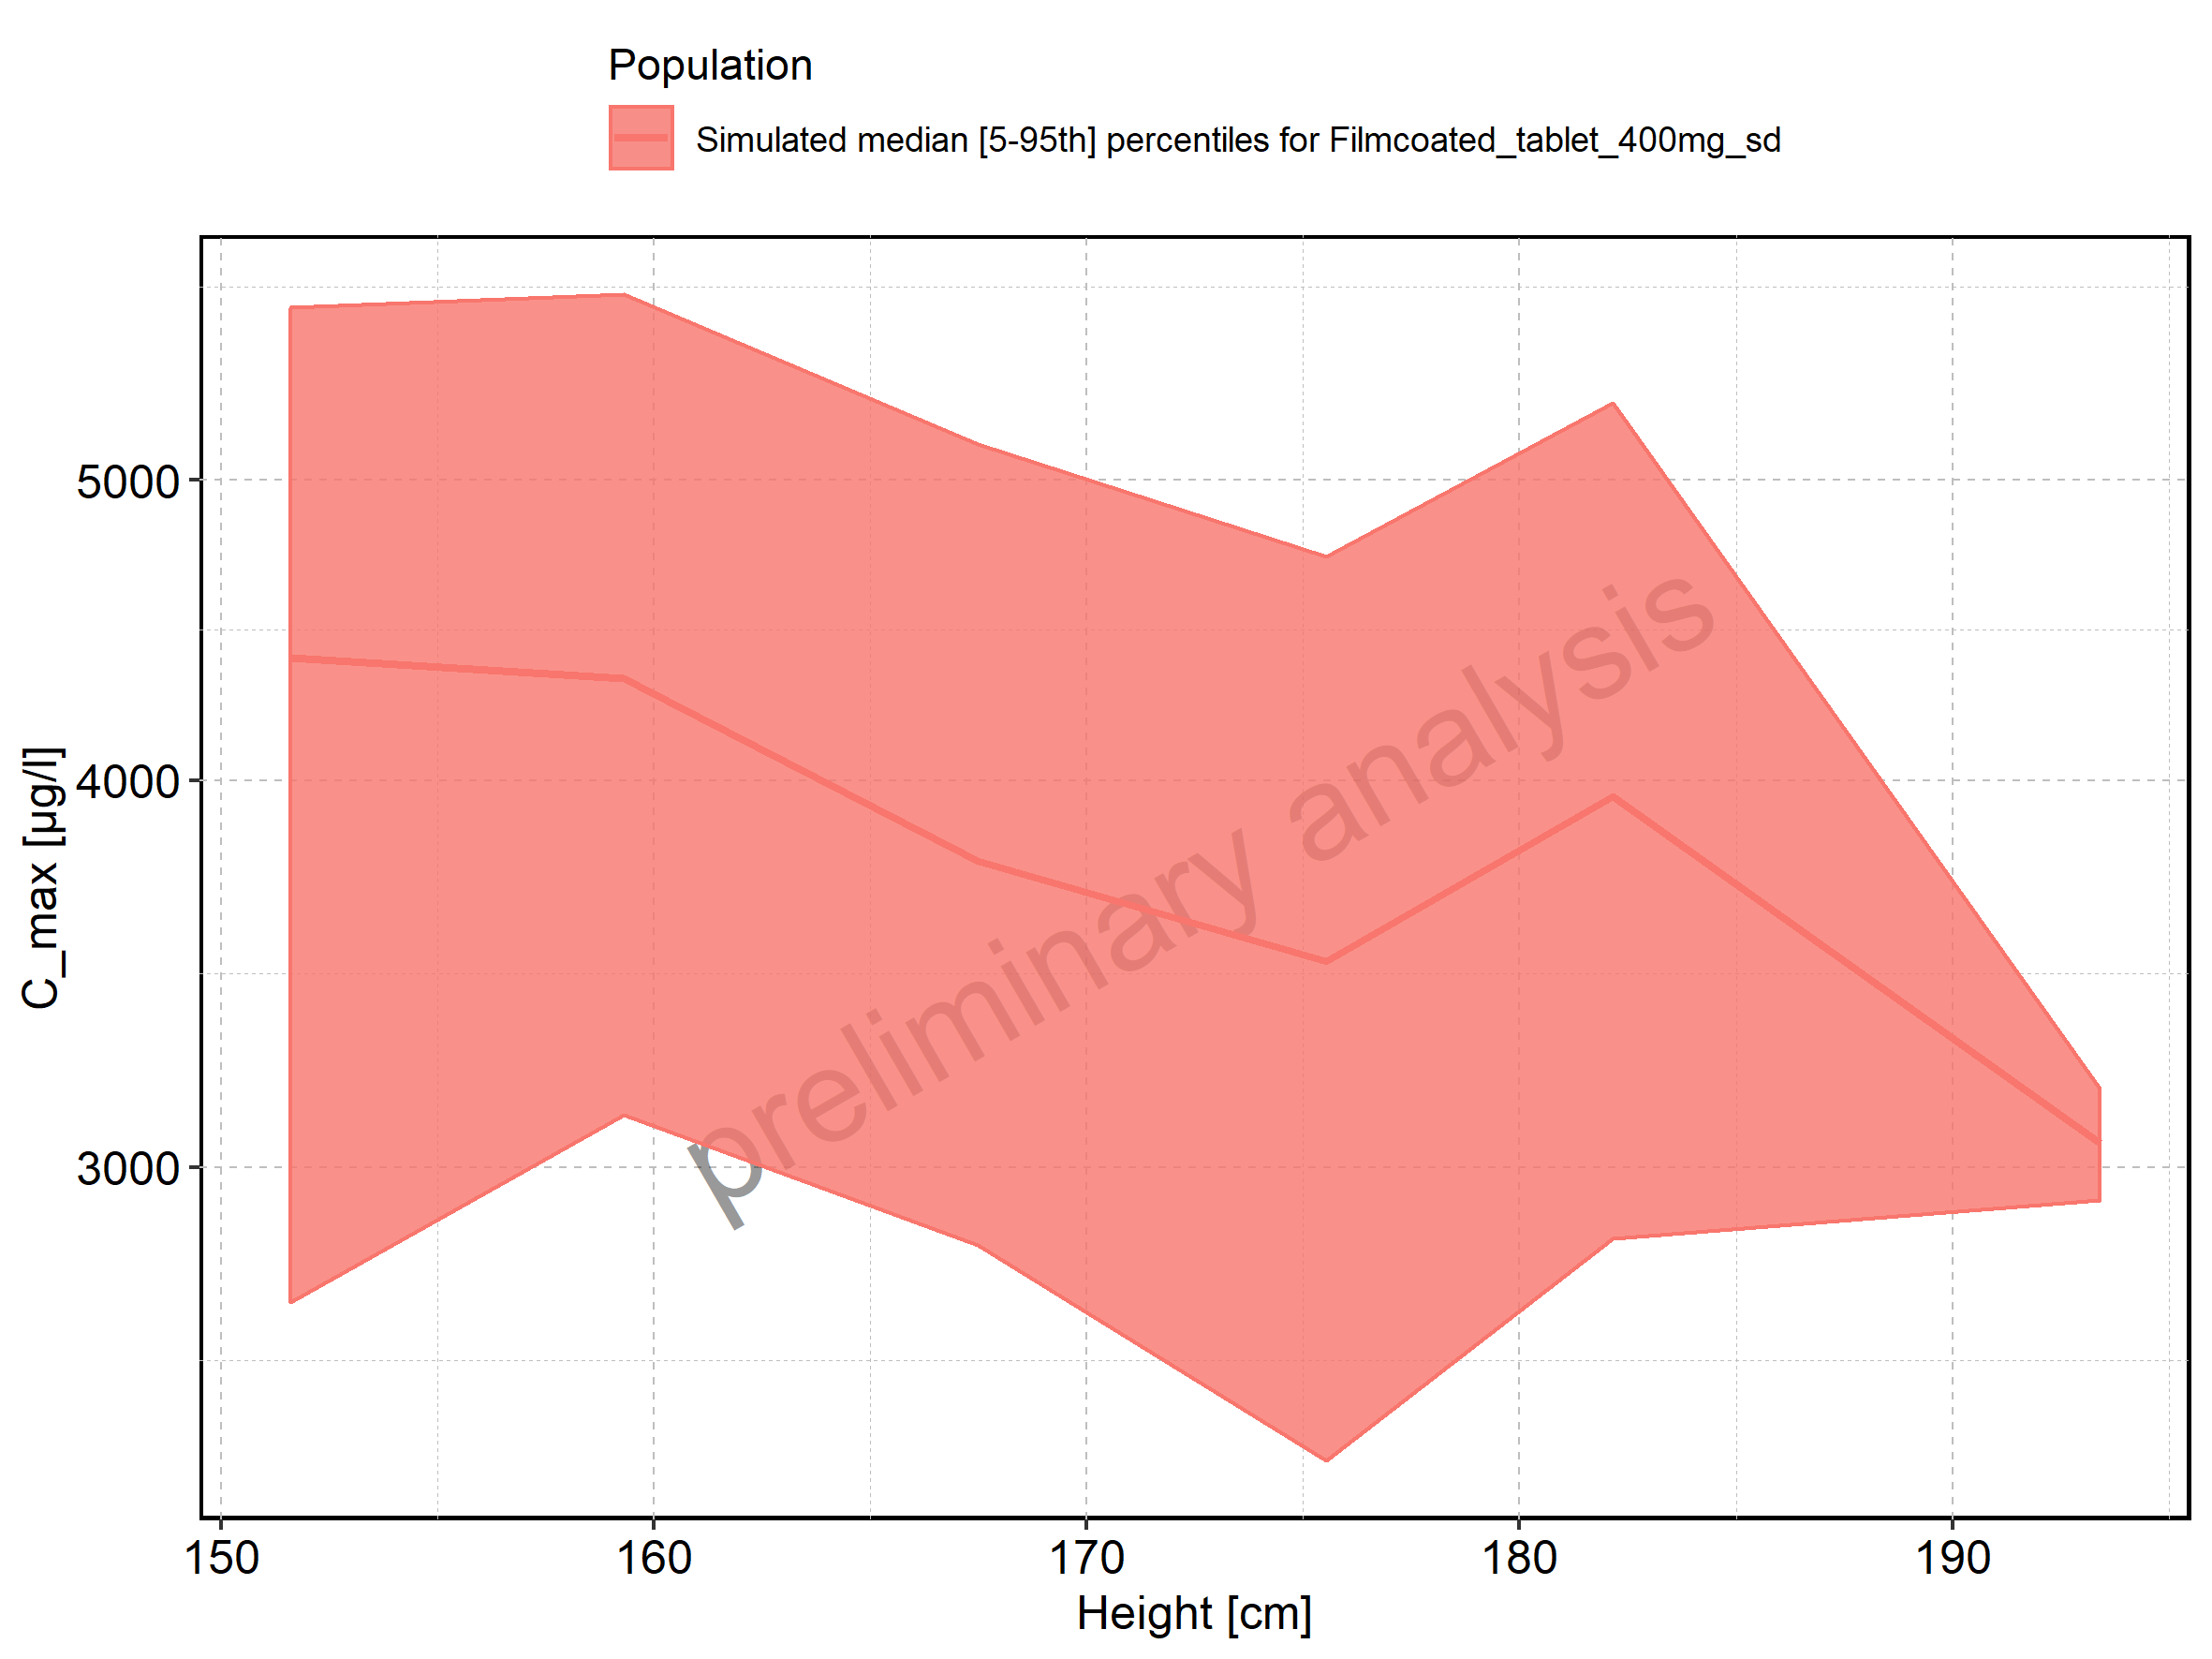 Population
Simulated median [5-95th] percentiles for Filmcoated_tablet_400mg_sd
5000
4000
3000
C_max [µg/l]
preliminary analysis
150 160 170 180 190
Height [cm]